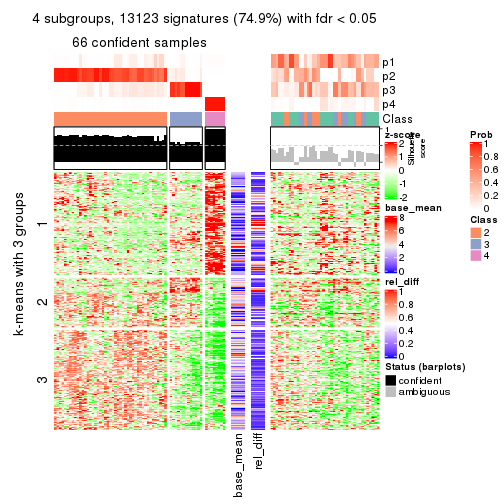 4 subgroups, 13123 signatures (74.9%) with fdr < 0.05
66 confident samples
p1
p2
p3
p4
Class
1
Silhouette
score
k-means with 3 groups
1
2
3
base_mean
rel_diff
z-score
2
1
0
-1
-2
base_mean
8
6
4
2
0
rel_diff
1
0.8
0.6
0.4
0.2
0
Status (barplots)
confident
ambiguous
Prob
1
0.8
0.6
0.4
0.2
0
Class
2
3
4